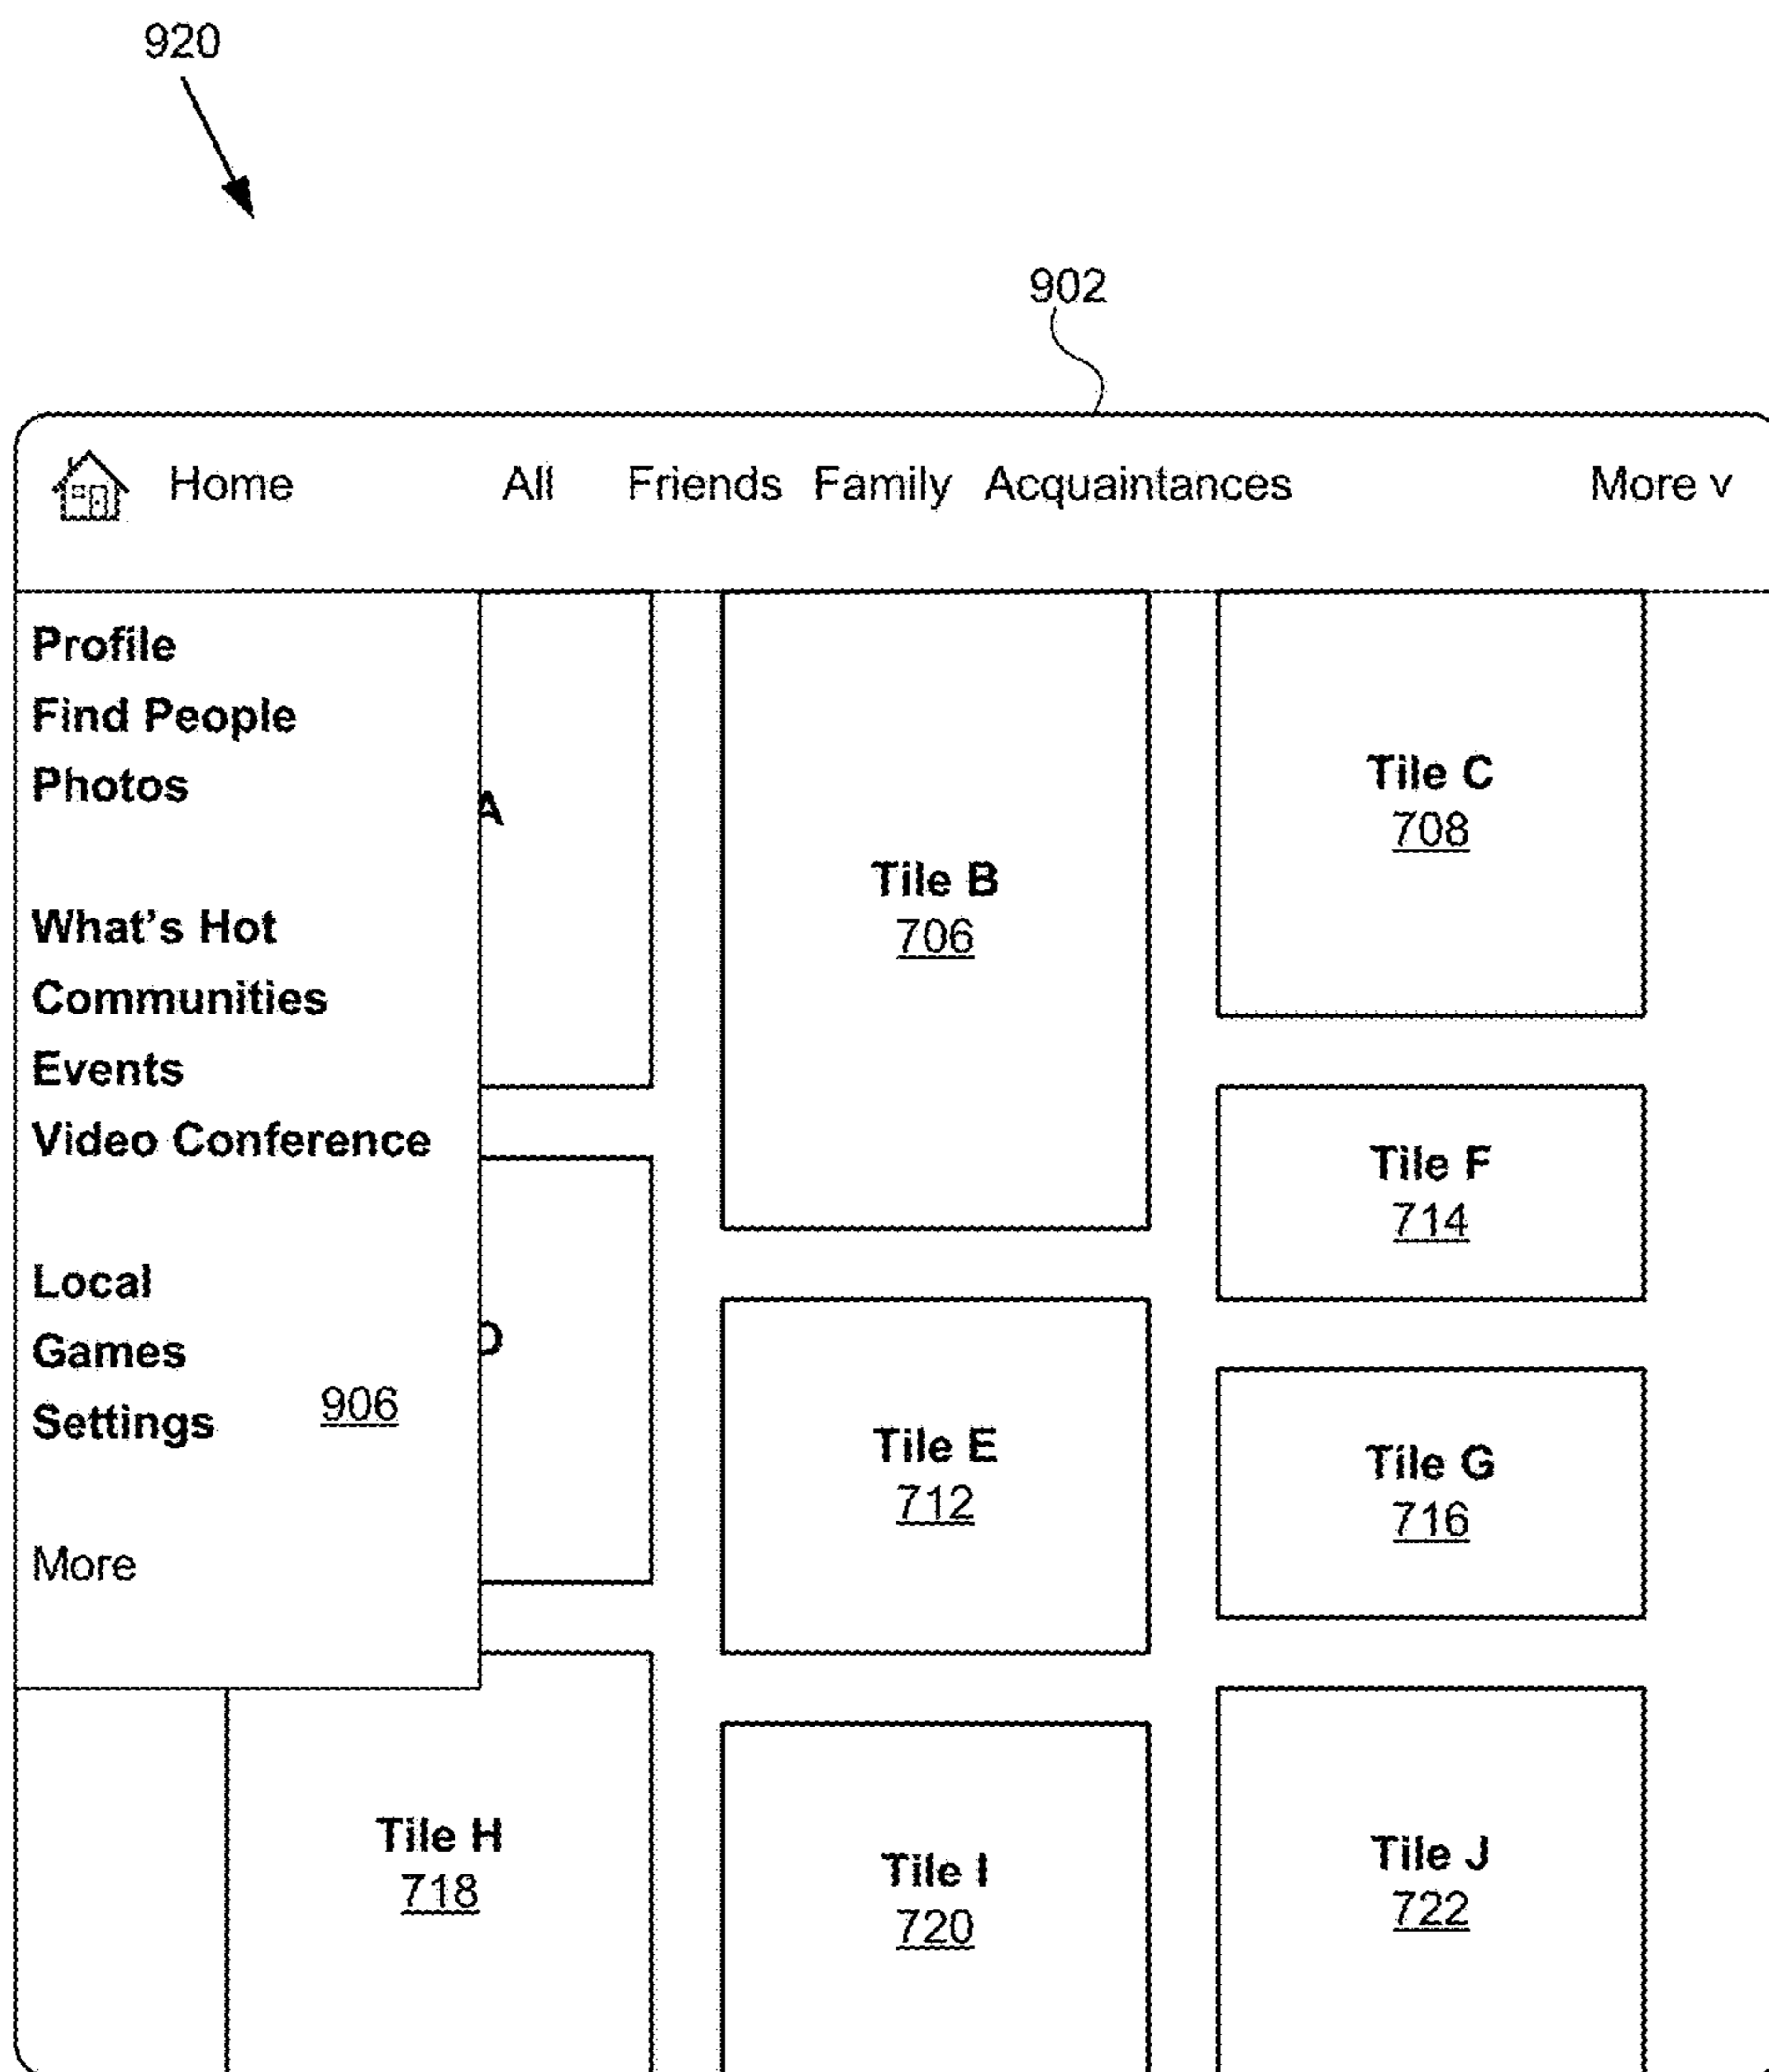 920
902
Home All Friends Family Acquaintances More v
Profile
Find People
Photos
What's Hot
Communities
Events
Video Conference
Local
Games
Settings
906
More
A
D
Tile B
706
Tile C
708
Tile F
714
Tile E
712
Tile G
716
Tile H
718
Tile I
720
Tile J
722